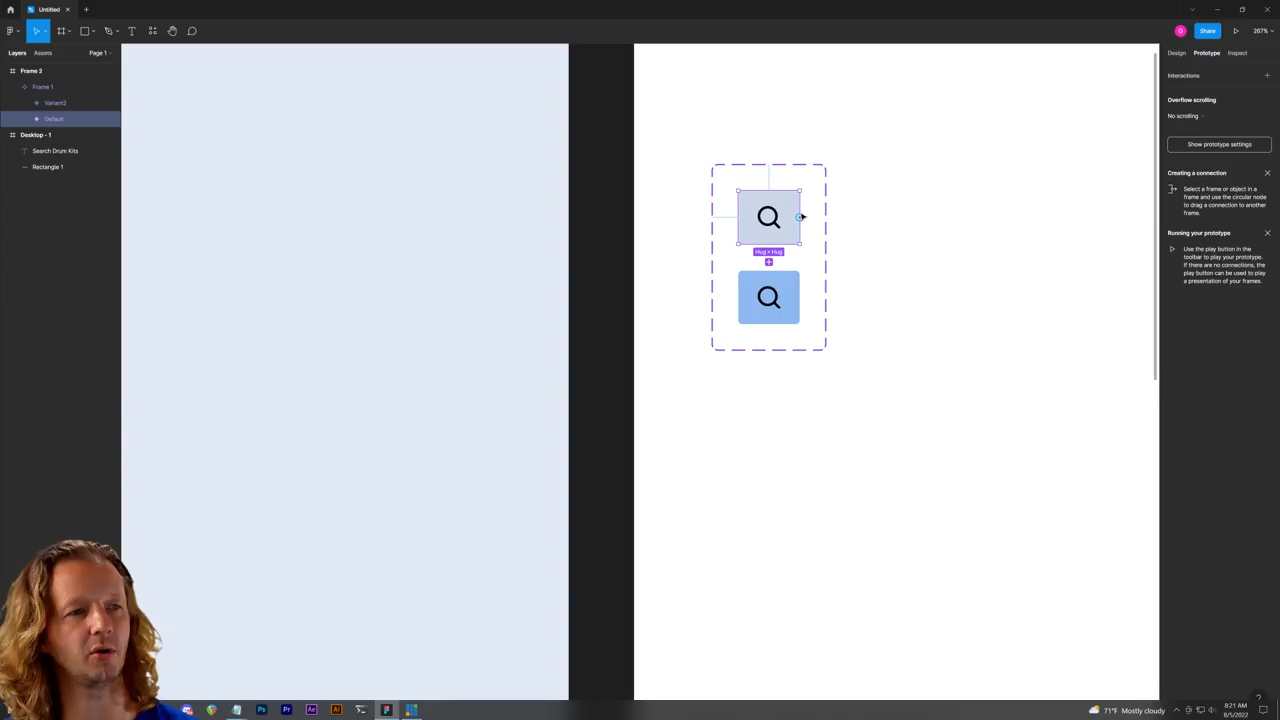 Untitled
Share
267%
Layers
Assets
Page 1
Design
Prototype
Inspect
Frame 2
Frame 1
Variant2
Default
Desktop - 1
Search Drum Kits
Rectangle 1
Hug × Hug
Interactions
Overflow scrolling
No scrolling
Show prototype settings
Creating a connection
Select a frame or object in a
frame and use the circular node
to drag a connection to another
frame.
Running your prototype
Use the play button in the
toolbar to play your prototype.
If there are no connections, the
play button can be used to play
a presentation of your frames.
?
G
Ps
Pr
Ae
Ai
71°F Mostly cloudy
8:21 AM
8/5/2022